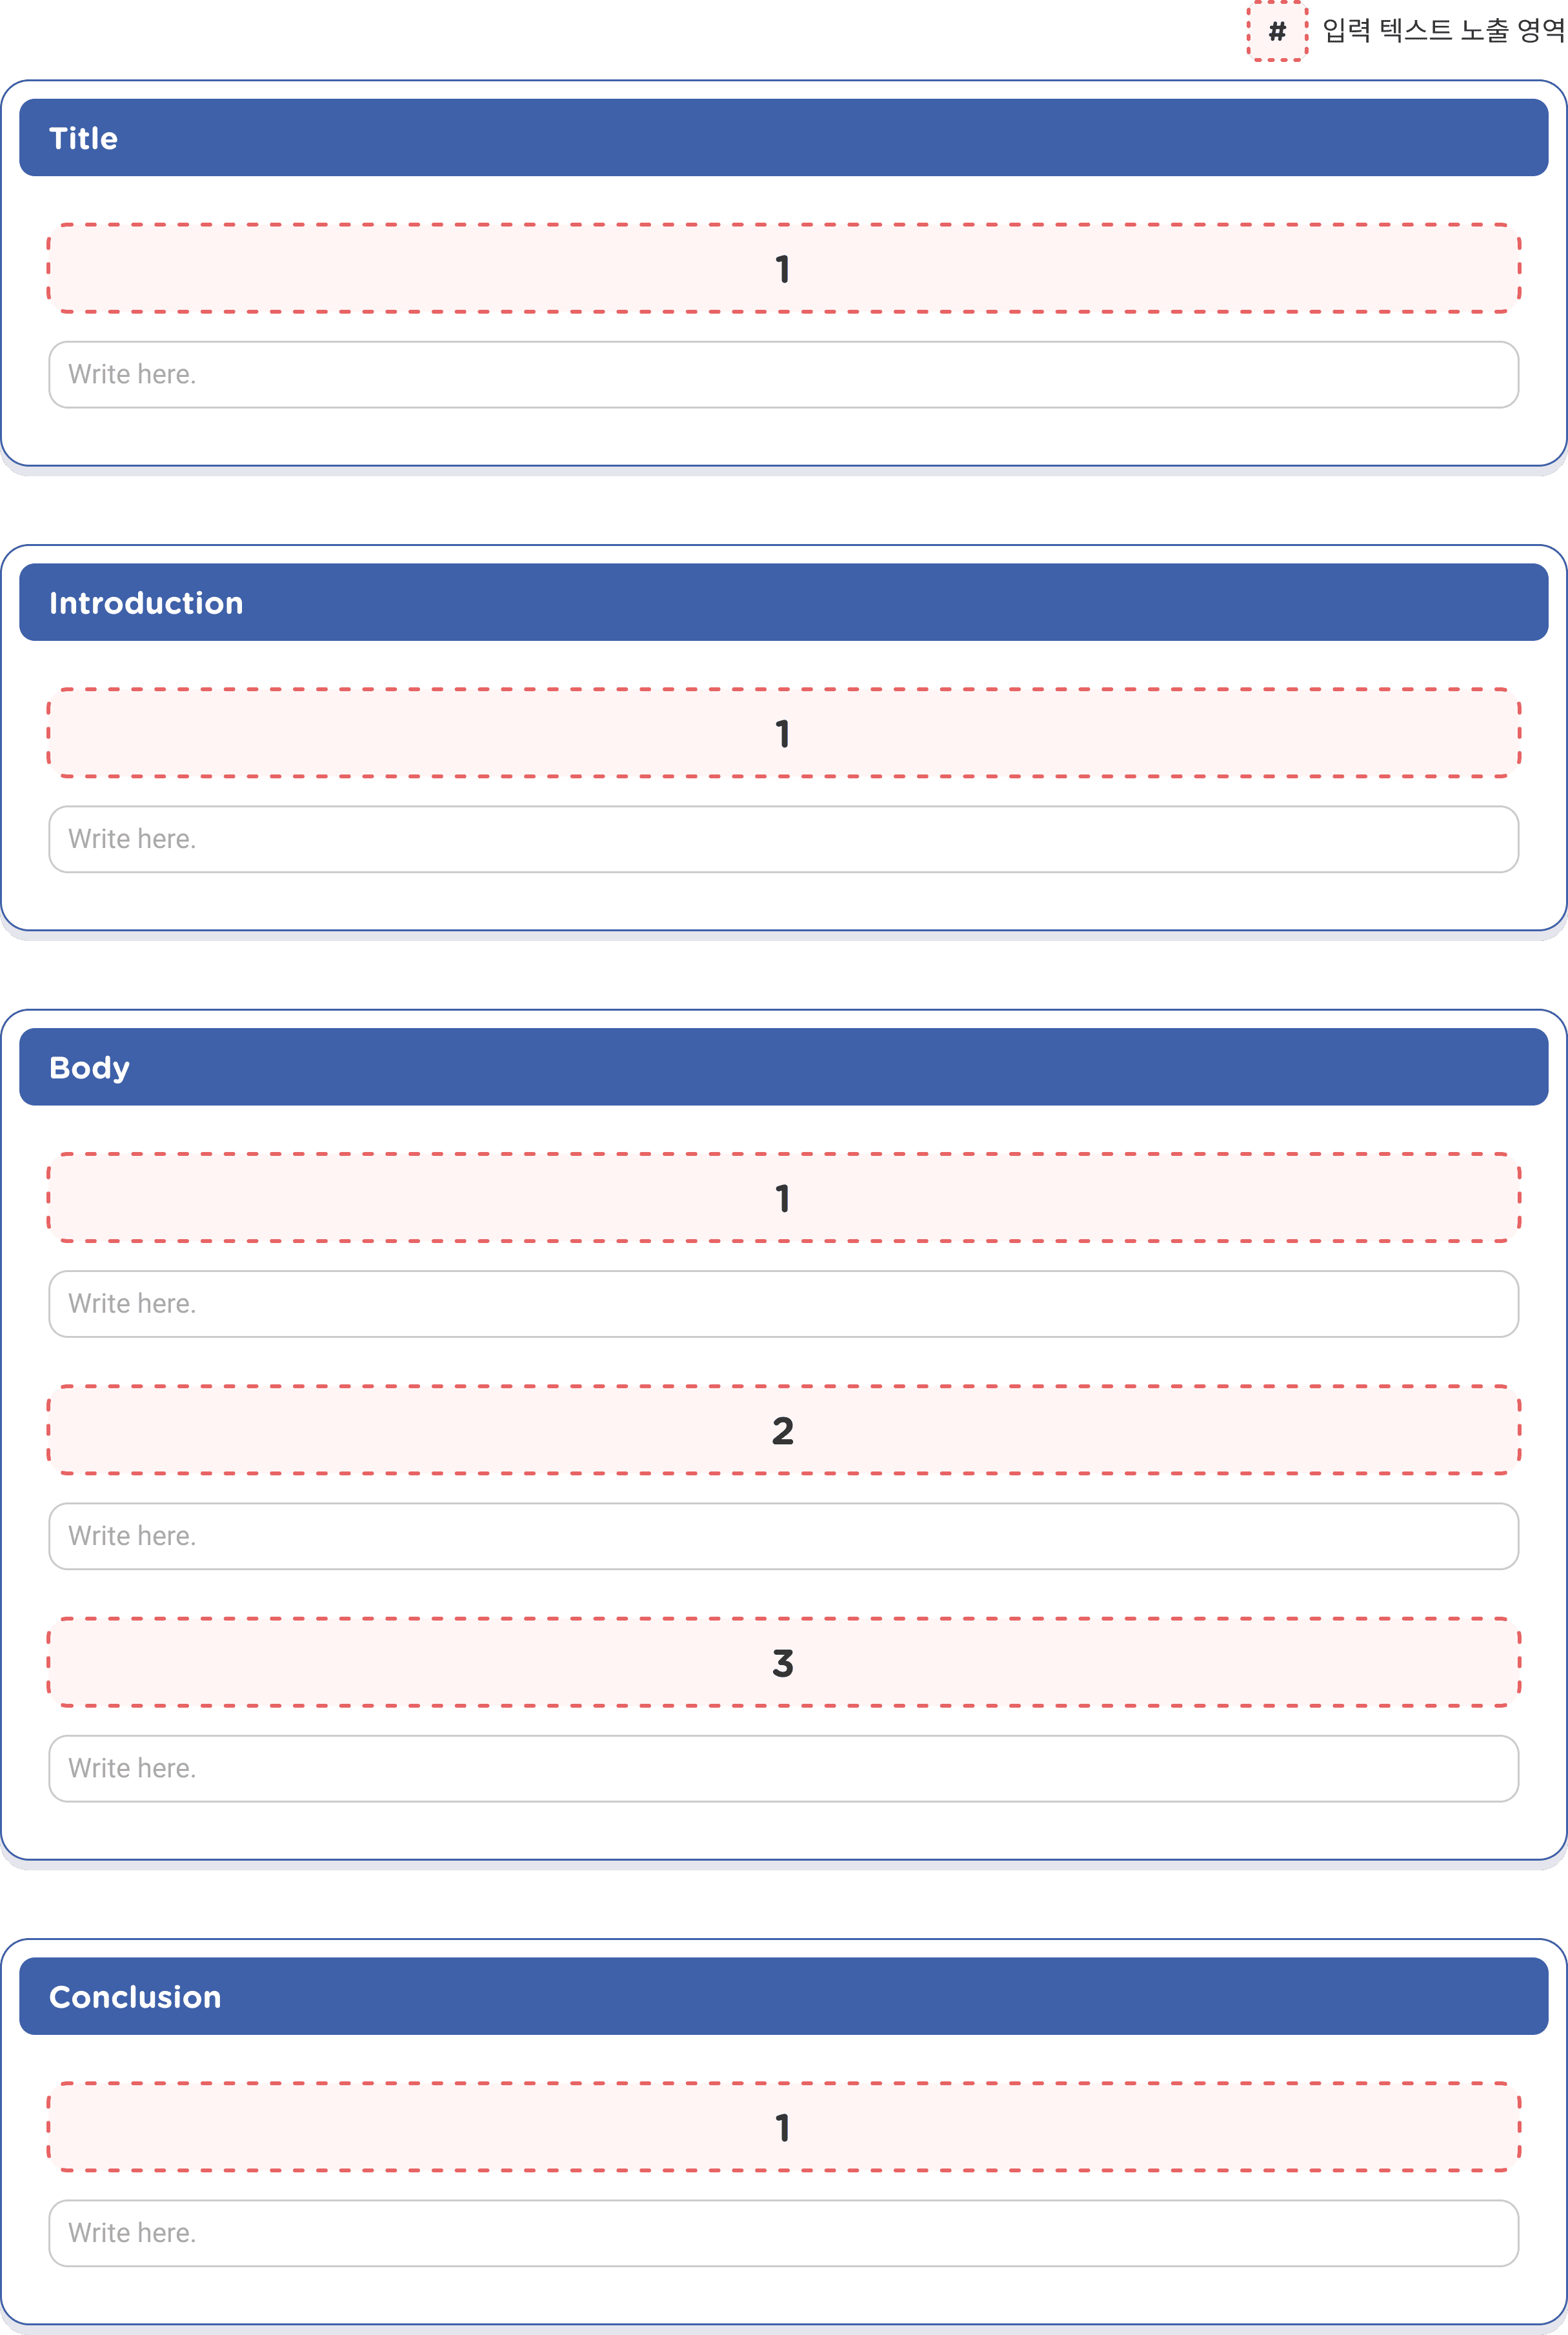 # 입력 텍스트 노출 영역
Title
1
Write here.
Introduction
1
Write here.
Body
1
Write here.
2
Write here.
3
Write here.
Conclusion
1
Write here.